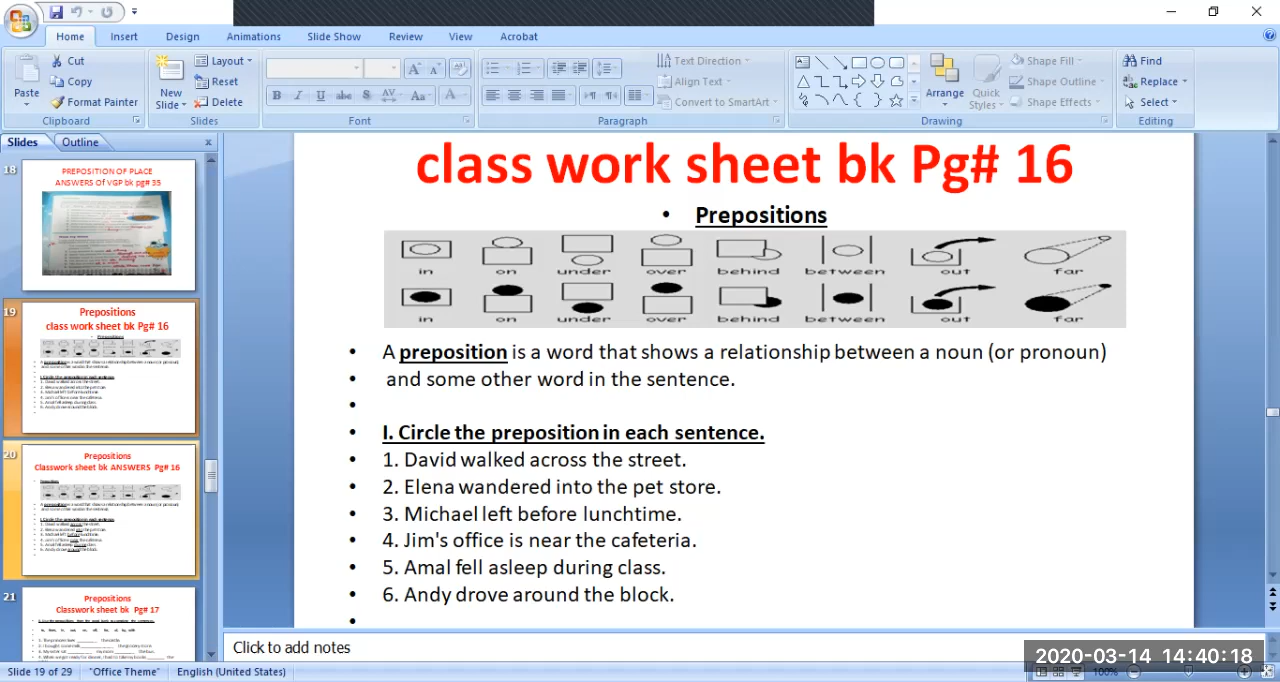 Home Insert Design Animations Slide Show Review View Acrobat
Paste
Cut
Copy
Format Painter
Clipboard
New Slide
Layout
Reset
Delete
Slides
Font
Text Direction
Align Text
Convert to SmartArt
Paragraph
Arrange
Quick Styles
Shape Fill
Shape Outline
Shape Effects
Drawing
Find
Replace
Select
Editing
Slides Outline
18
PREPOSITION OF PLACE
ANSWERS Of VGP bk pg# 35
19
Prepositions
class work sheet bk Pg# 16
20
Prepositions
Classwork sheet bk ANSWERS Pg# 16
21
Prepositions
Classwork sheet bk Pg# 17
class work sheet bk Pg# 16
• Prepositions
in on under over behind between out far
in on under over behind between out far
• A preposition is a word that shows a relationship between a noun (or pronoun)
• and some other word in the sentence.
•
• I. Circle the preposition in each sentence.
• 1. David walked across the street.
• 2. Elena wandered into the pet store.
• 3. Michael left before lunchtime.
• 4. Jim's office is near the cafeteria.
• 5. Amal fell asleep during class.
• 6. Andy drove around the block.
•
Click to add notes
2020-03-14 14:40:18
Slide 19 of 29 "Office Theme" English (United States) 100%